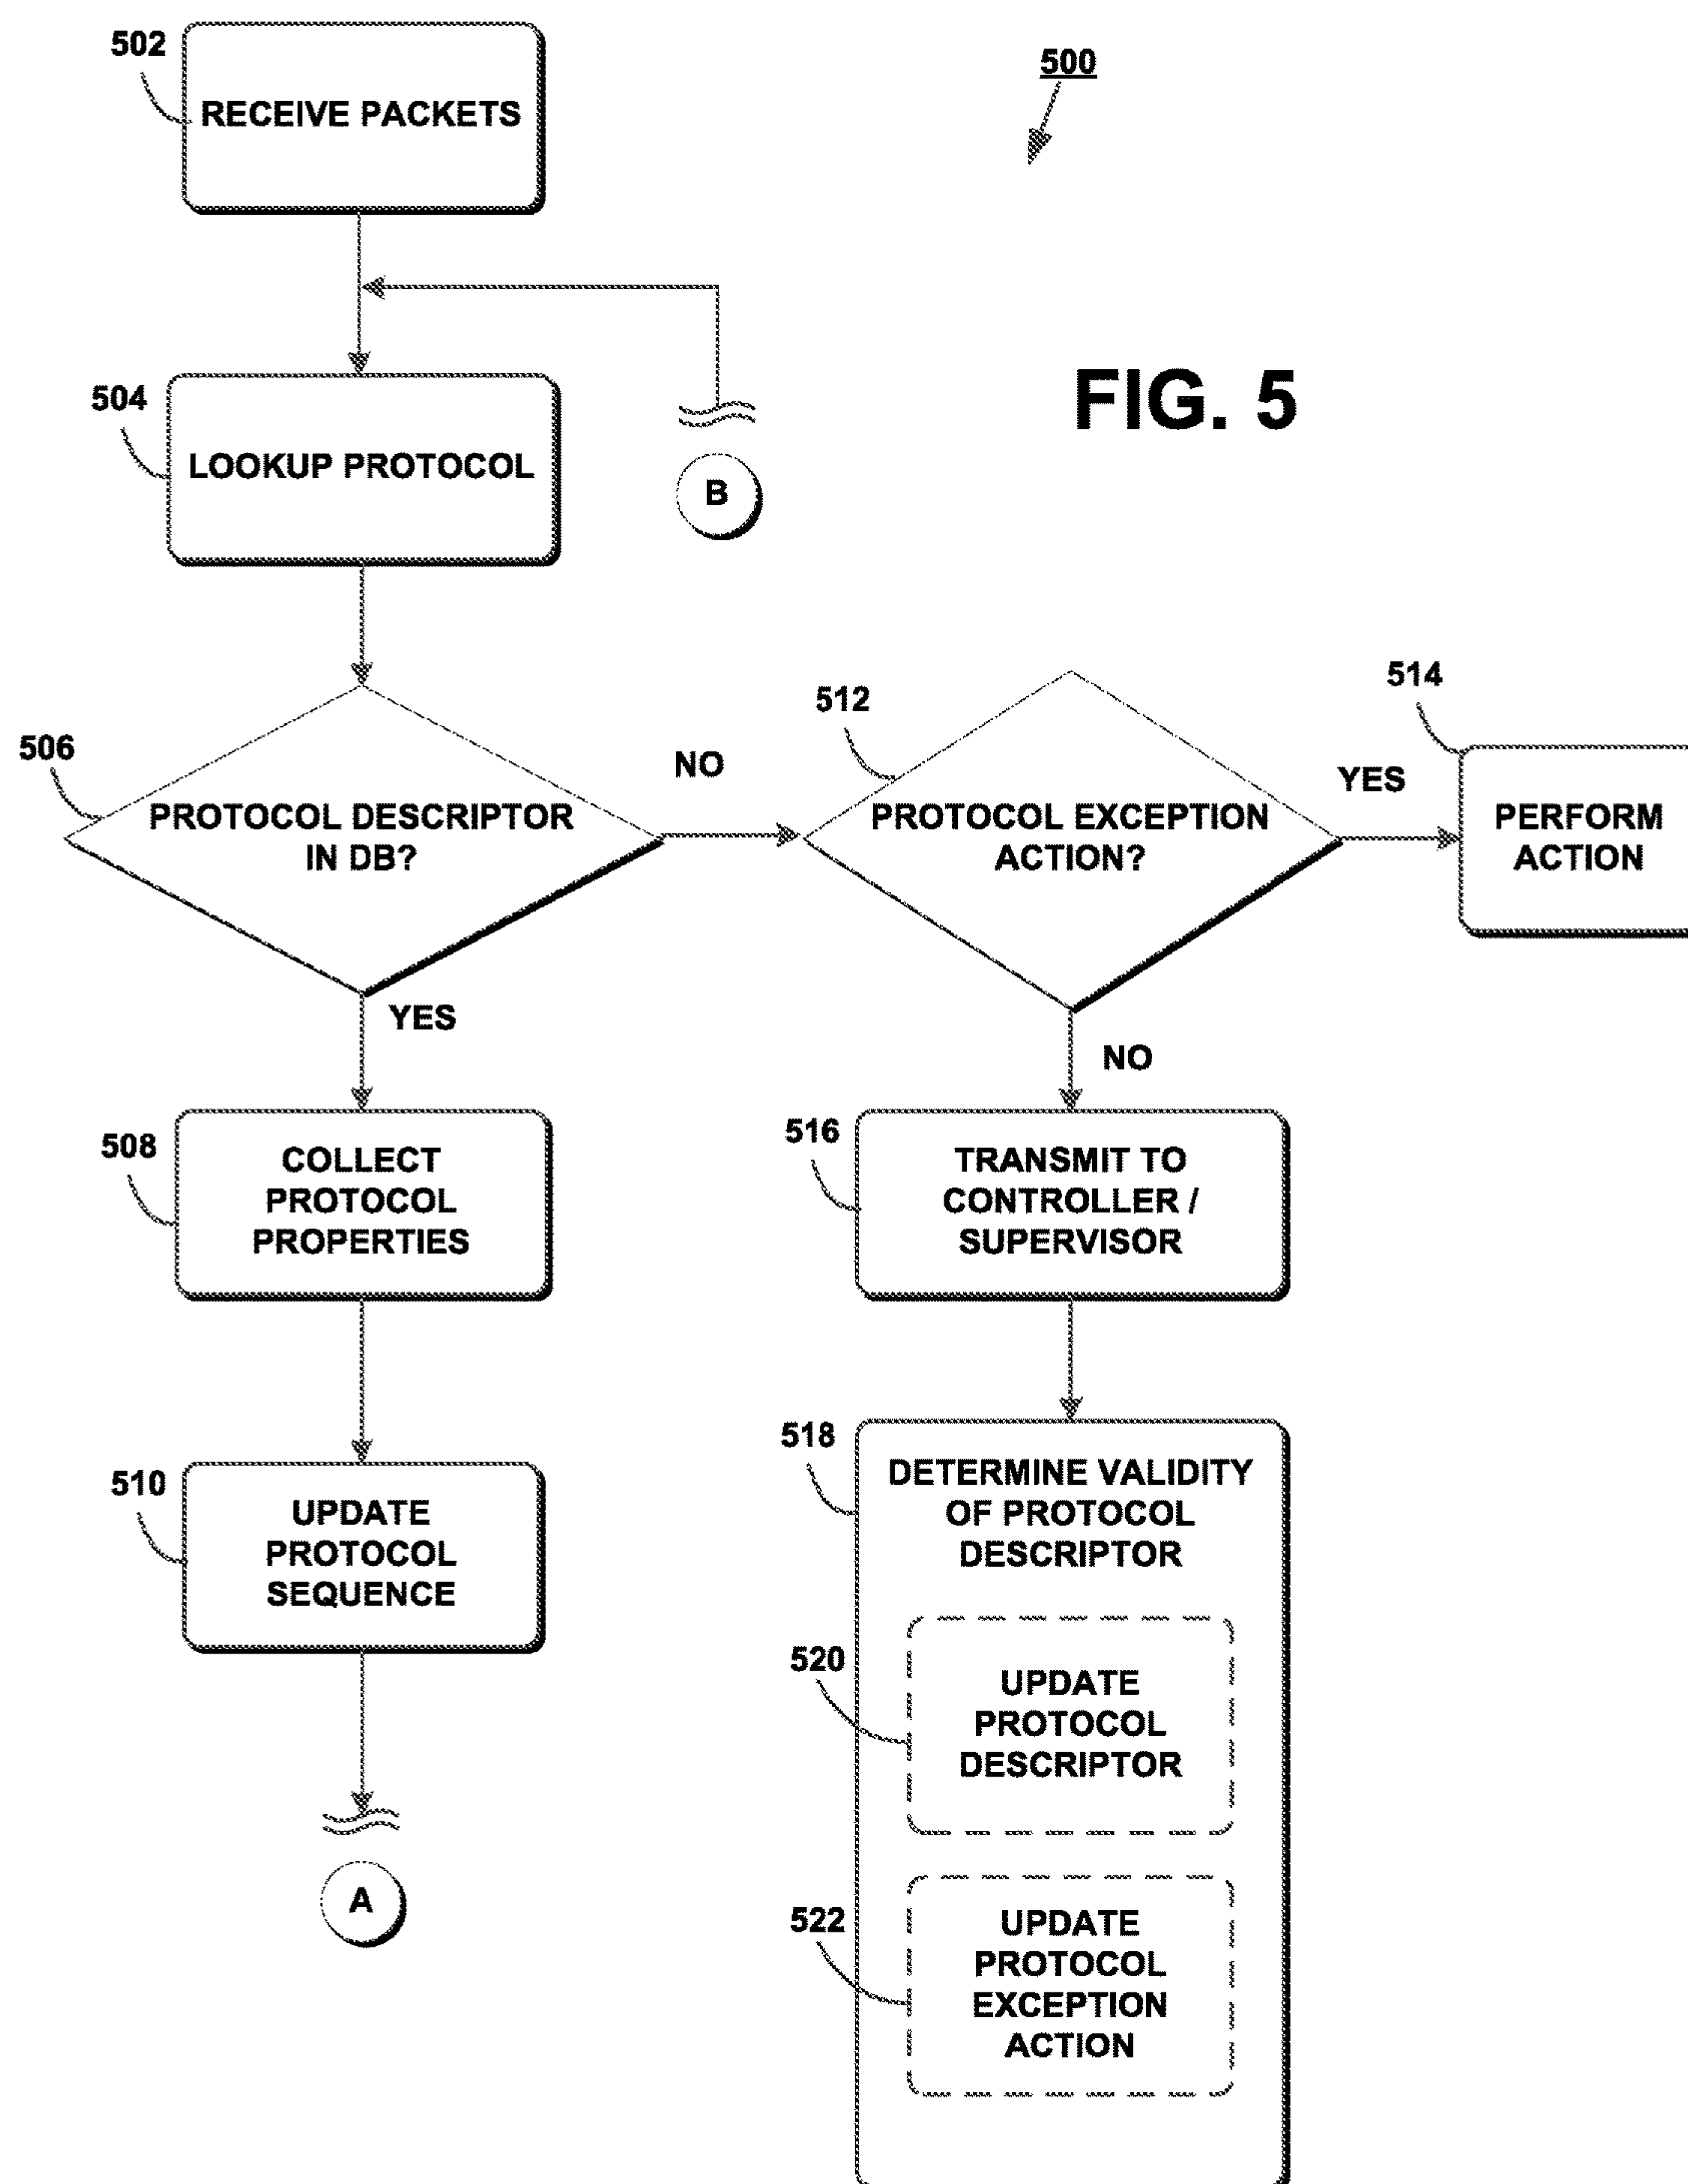 502
RECEIVE PACKETS
500
504
LOOKUP PROTOCOL
B
FIG. 5
506
PROTOCOL DESCRIPTOR
IN DB?
NO
512
PROTOCOL EXCEPTION
ACTION?
YES
514
PERFORM
ACTION
YES
NO
508
COLLECT
PROTOCOL
PROPERTIES
516
TRANSMIT TO
CONTROLLER /
SUPERVISOR
510
UPDATE
PROTOCOL
SEQUENCE
A
518
DETERMINE VALIDITY
OF PROTOCOL
DESCRIPTOR
520
UPDATE
PROTOCOL
DESCRIPTOR
522
UPDATE
PROTOCOL
EXCEPTION
ACTION